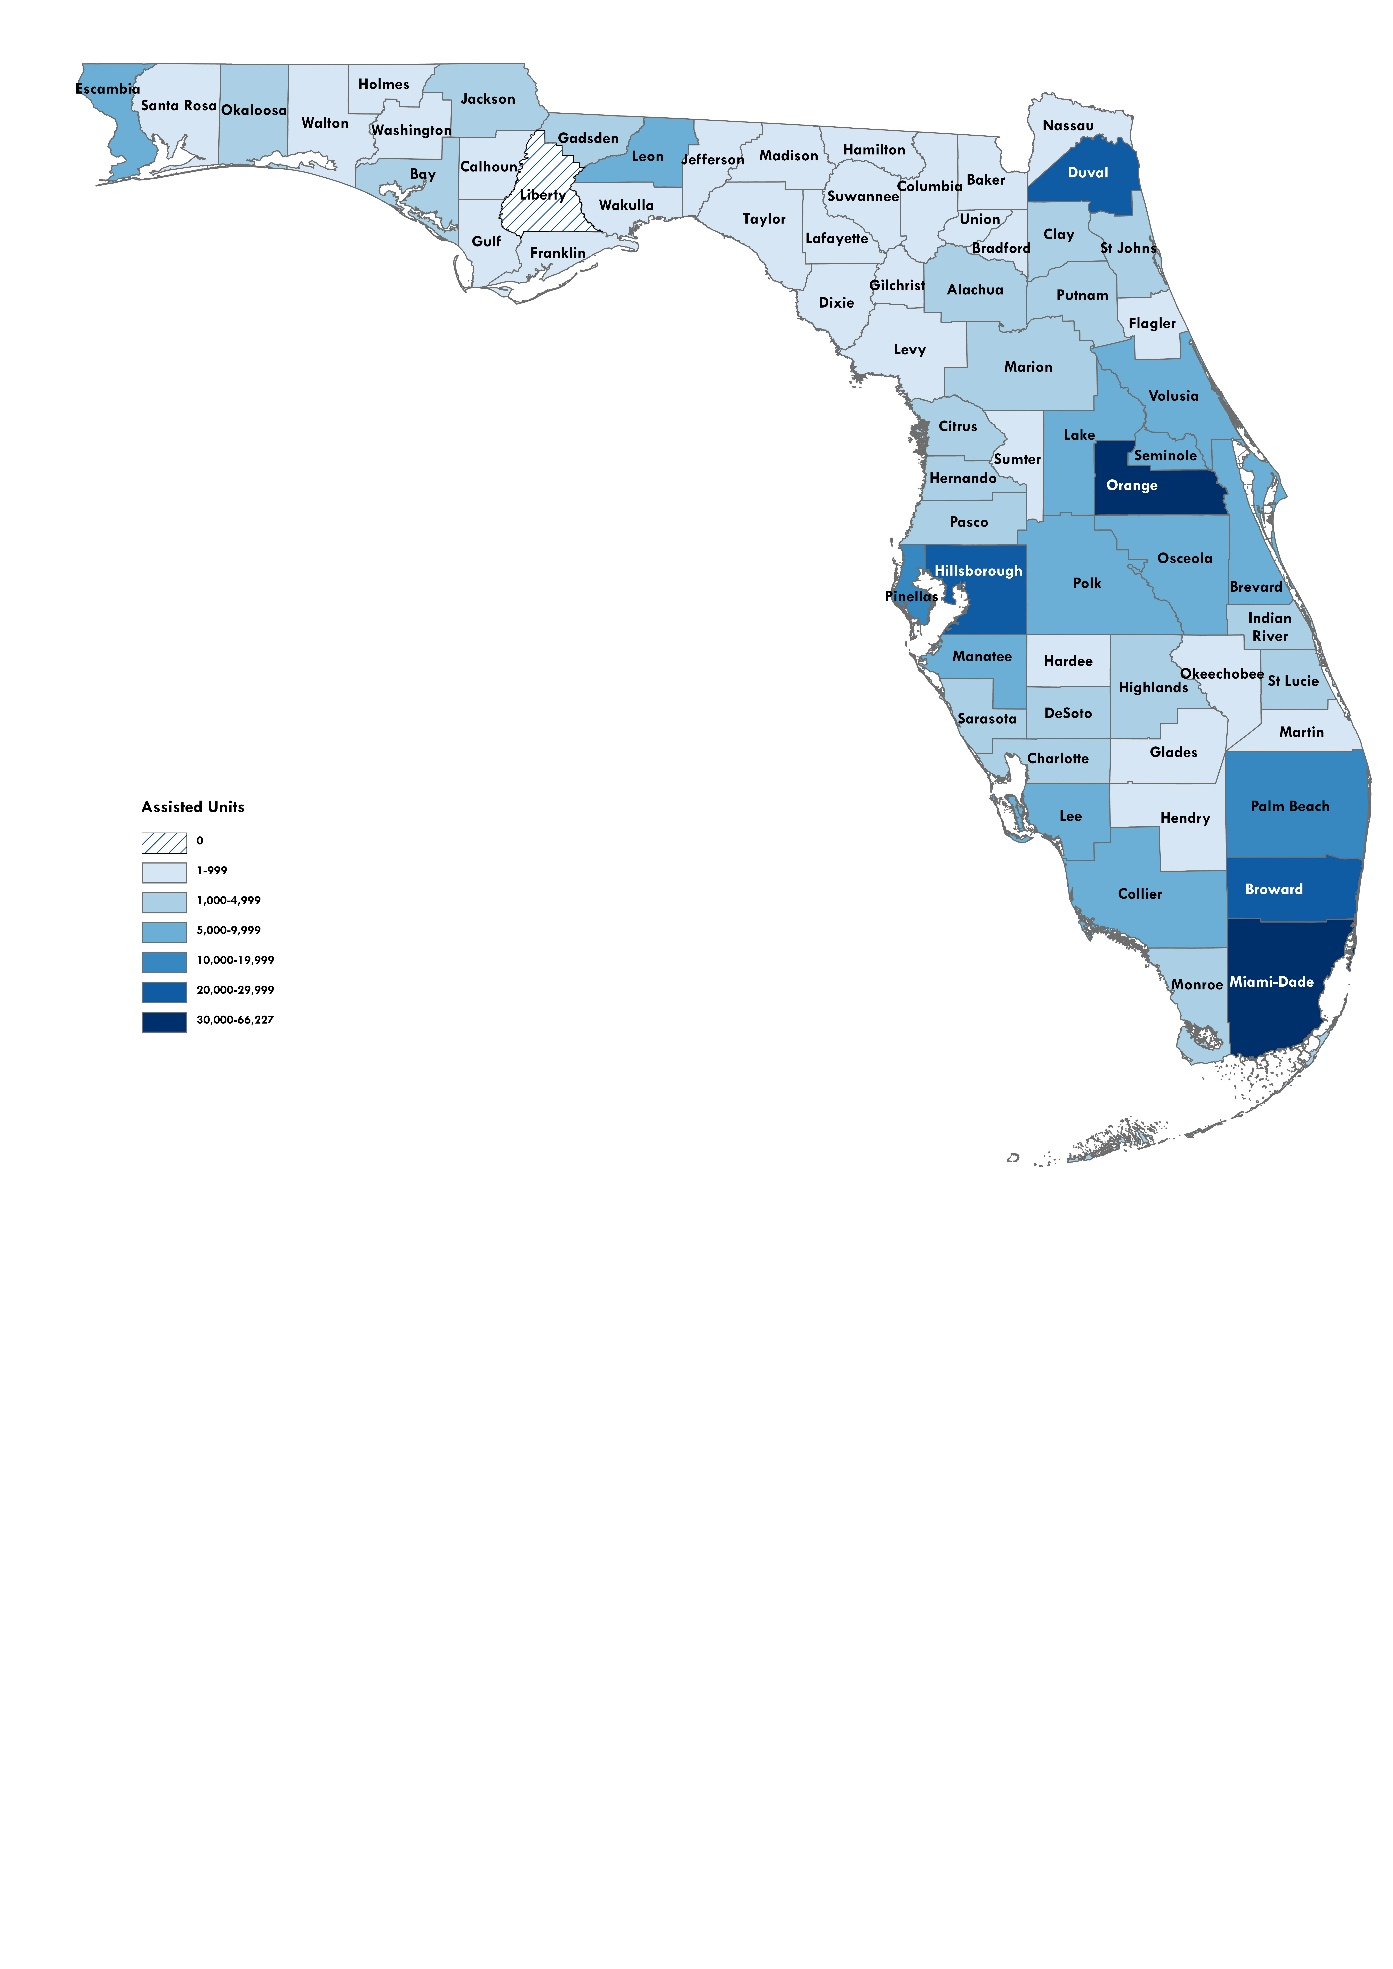 Escambia
Santa Rosa
Okaloosa
Walton
Holmes
Washington
Jackson
Bay
Calhoun
Gulf
Liberty
Gadsden
Franklin
Leon
Wakulla
Jefferson
Madison
Taylor
Hamilton
Suwannee
Lafayette
Columbia
Baker
Union
Bradford
Nassau
Duval
Clay
St Johns
Dixie
Gilchrist
Alachua
Putnam
Flagler
Levy
Marion
Volusia
Citrus
Sumter
Lake
Seminole
Hernando
Orange
Pasco
Hillsborough
Pinellas
Polk
Osceola
Brevard
Indian
River
Manatee
Hardee
Highlands
Okeechobee
St Lucie
Sarasota
DeSoto
Martin
Charlotte
Glades
Lee
Hendry
Palm Beach
Collier
Broward
Monroe
Miami-Dade
Assisted Units
0
1-999
1,000-4,999
5,000-9,999
10,000-19,999
20,000-29,999
30,000-66,227